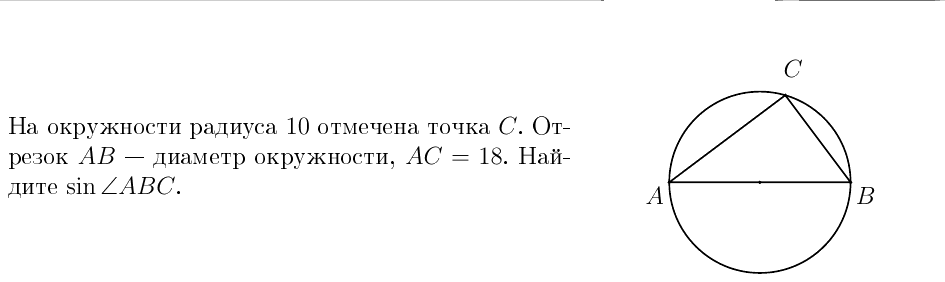 На окружности радиуса 10 отмечена точка C. От-
резок AB — диаметр окружности, AC = 18. Най-
дите sin ∠ABC.
C
A
B